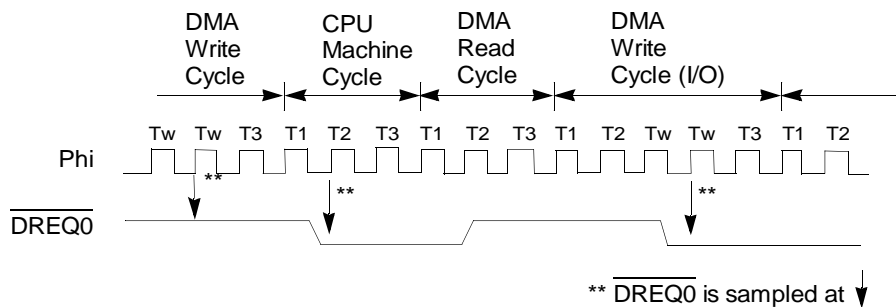 DMA Write Cycle
CPU Machine Cycle
DMA Read Cycle
DMA Write Cycle (I/O)
Tw Tw T3 T1 T2 T3 T1 T2 T3 T1 T2 Tw Tw T3 T1 T2
Phi
** ** **
DREQ0
** DREQ0 is sampled at